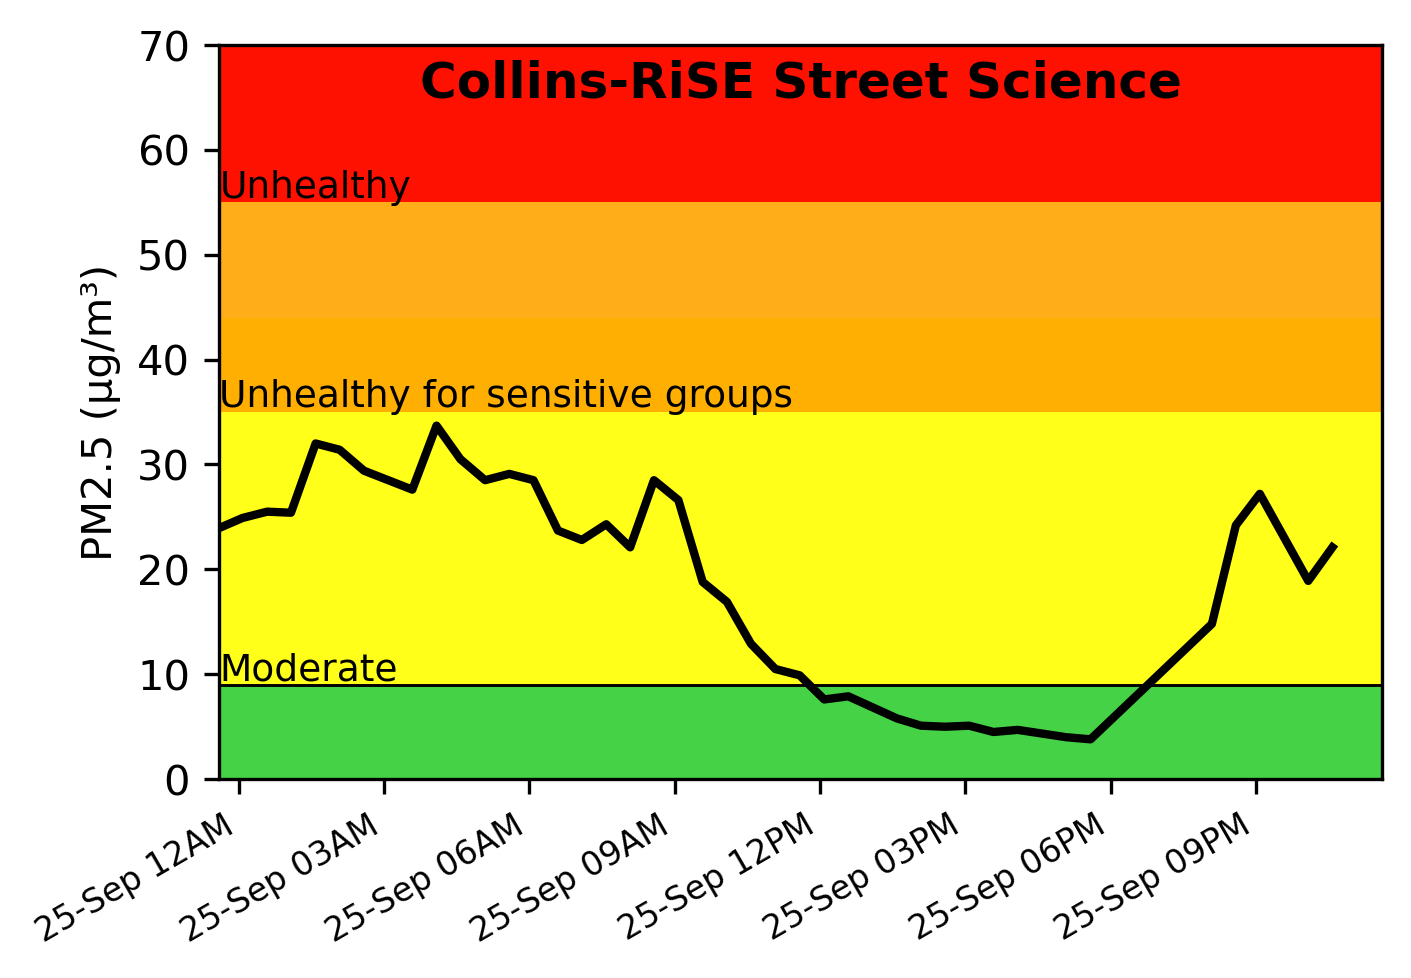 Collins-RiSE Street Science
70
60
50
40
30
20
10
0
PM2.5 (µg/m³)
Unhealthy
Unhealthy for sensitive groups
Moderate
25-Sep 12AM
25-Sep 03AM
25-Sep 06AM
25-Sep 09AM
25-Sep 12PM
25-Sep 03PM
25-Sep 06PM
25-Sep 09PM